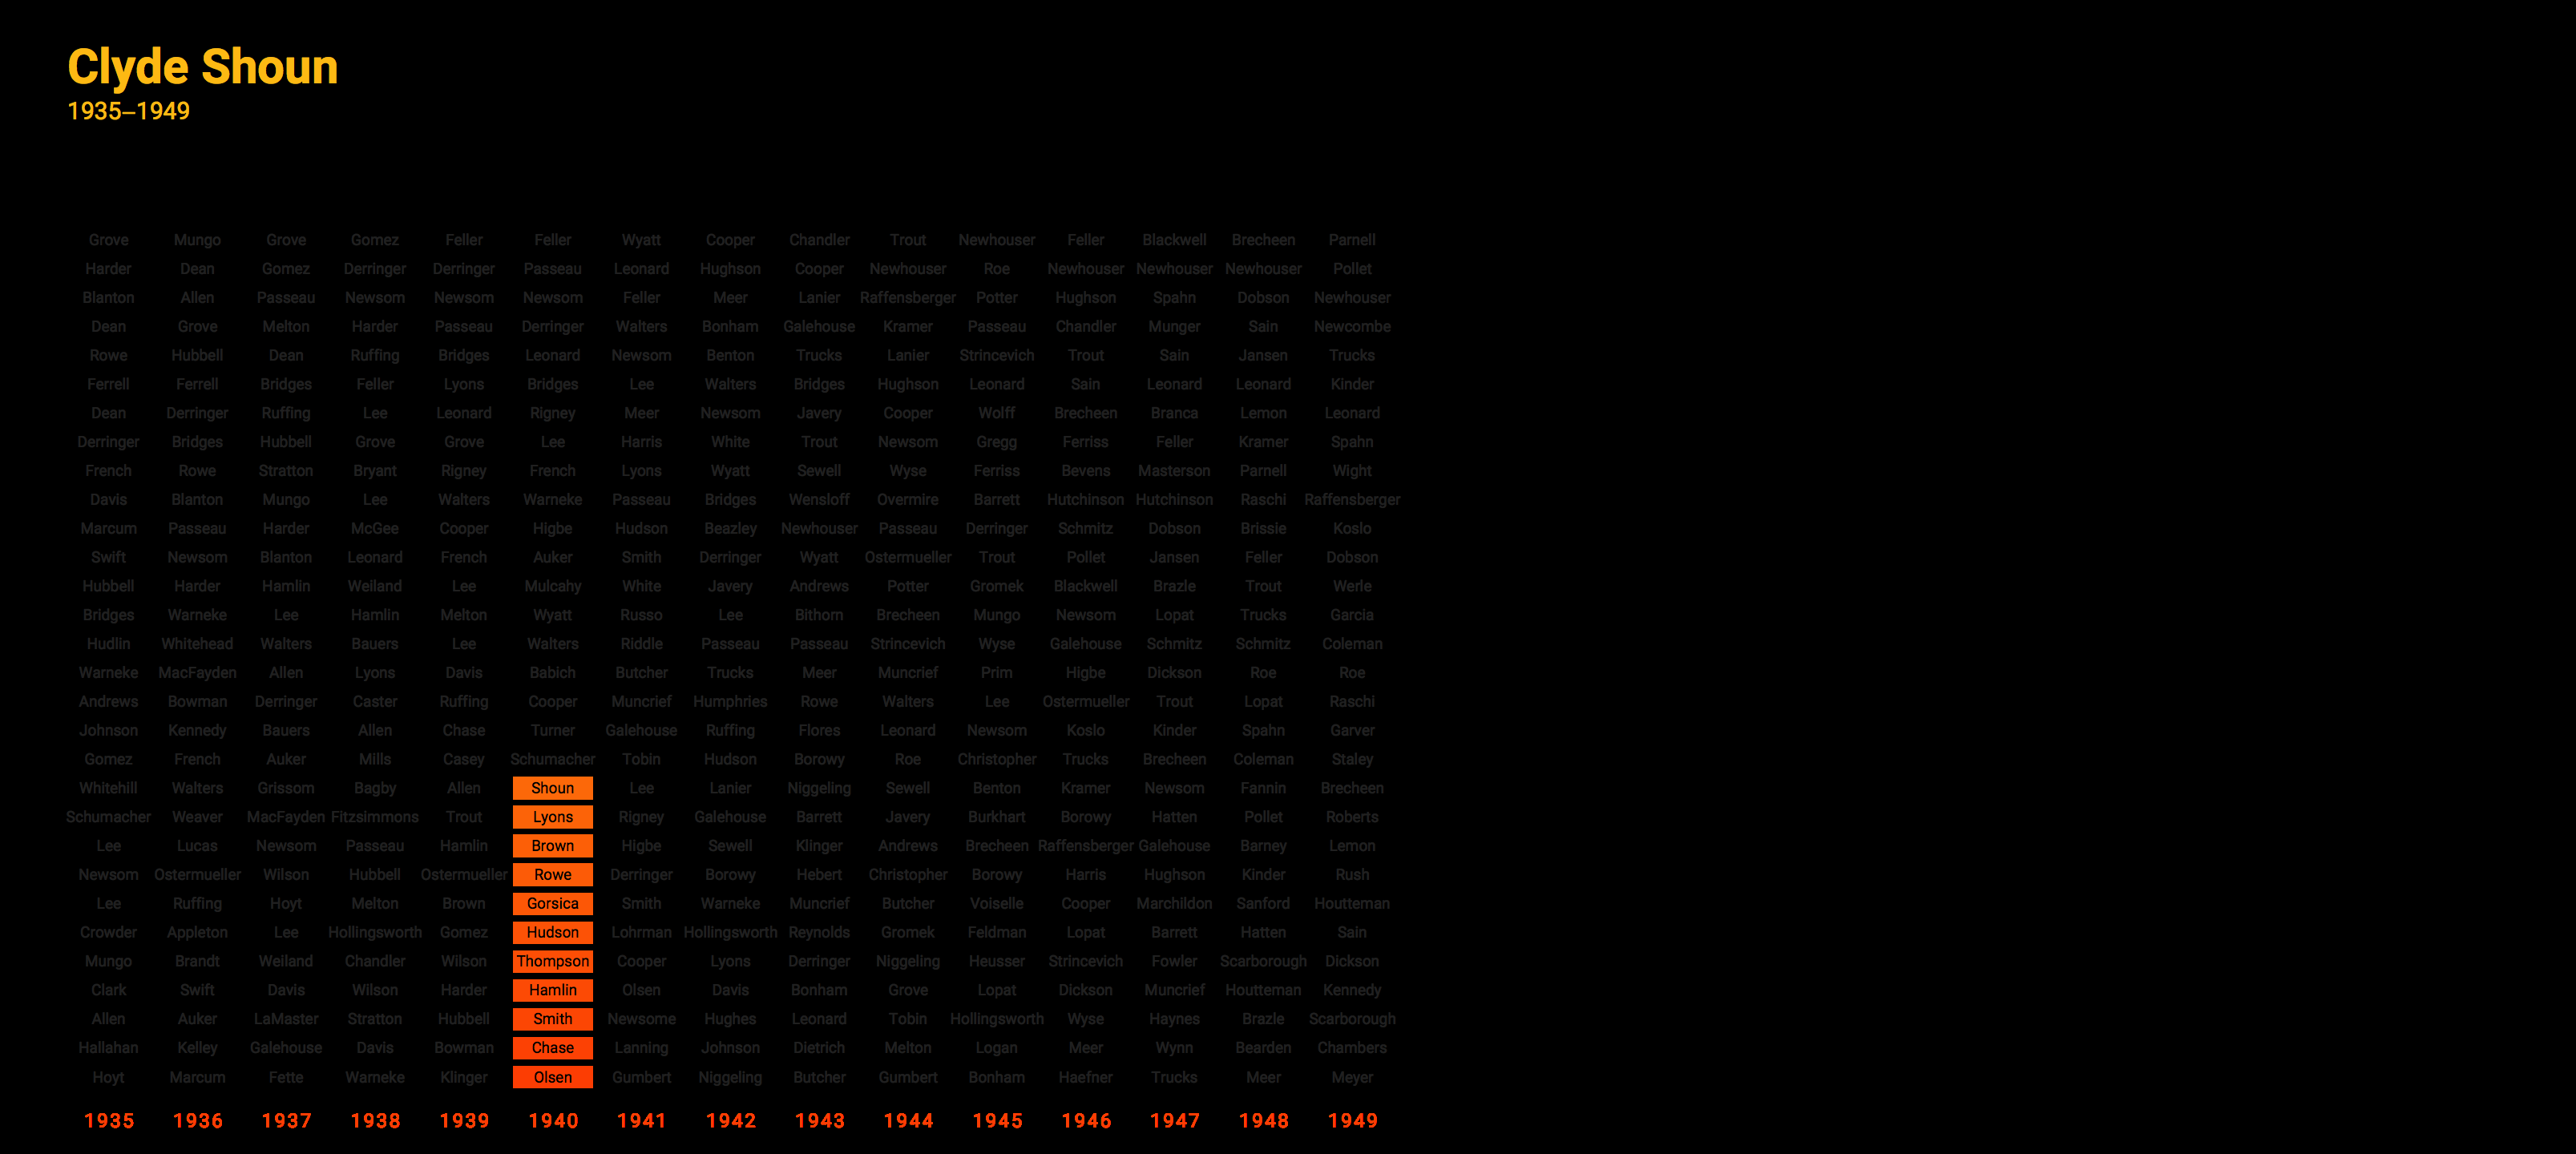 Clyde Shoun
1935–1949
Grove Mungo Grove Gomez Feller Feller Wyatt Cooper Chandler Trout Newhouser Feller Blackwell Brecheen Parnell
Harder Dean Gomez Derringer Derringer Passeau Leonard Hughson Cooper Newhouser Roe Newhouser Newhouser Newhouser Pollet
Blanton Allen Passeau Newsom Newsom Newsom Feller Meer Lanier Raffensberger Potter Hughson Spahn Dobson Newhouser
Dean Grove Melton Harder Passeau Derringer Walters Bonham Galehouse Kramer Passeau Chandler Munger Sain Newcombe
Rowe Hubbell Dean Ruffing Bridges Leonard Newsom Benton Trucks Lanier Strincevich Trout Sain Jansen Trucks
Ferrell Ferrell Bridges Feller Lyons Bridges Lee Walters Bridges Hughson Leonard Sain Leonard Leonard Kinder
Dean Derringer Ruffing Lee Leonard Rigney Meer Newsom Javery Cooper Wolff Brecheen Branca Lemon Leonard
Derringer Bridges Hubbell Grove Grove Lee Harris White Trout Newsom Gregg Ferriss Feller Kramer Spahn
French Rowe Stratton Bryant Rigney French Lyons Wyatt Sewell Wyse Ferriss Bevens Masterson Parnell Wight
Davis Blanton Mungo Lee Walters Warneke Passeau Bridges Wensloff Overmire Barrett Hutchinson Hutchinson Raschi Raffensberger
Marcum Passeau Harder McGee Cooper Higbe Hudson Beazley Newhouser Passeau Derringer Schmitz Dobson Brissie Koslo
Swift Newsom Blanton Leonard French Auker Smith Derringer Wyatt Ostermueller Trout Pollet Jansen Feller Dobson
Hubbell Harder Hamlin Weiland Lee Mulcahy White Javery Andrews Potter Gromek Blackwell Brazle Trout Werle
Bridges Warneke Lee Hamlin Melton Wyatt Russo Lee Bithorn Brecheen Mungo Newsom Lopat Trucks Garcia
Hudlin Whitehead Walters Bauers Lee Walters Riddle Passeau Passeau Strincevich Wyse Galehouse Schmitz Schmitz Coleman
Warneke MacFayden Allen Lyons Davis Babich Butcher Trucks Meer Muncrief Prim Higbe Dickson Roe Roe
Andrews Bowman Derringer Caster Ruffing Cooper Muncrief Humphries Rowe Walters Lee Ostermueller Trout Lopat Raschi
Johnson Kennedy Bauers Allen Chase Turner Galehouse Ruffing Flores Leonard Newsom Koslo Kinder Spahn Garver
Gomez French Auker Mills Casey Schumacher Tobin Hudson Borowy Roe Christopher Trucks Brecheen Coleman Staley
Whitehill Walters Grissom Bagby Allen Shoun Lee Lanier Niggeling Sewell Benton Kramer Newsom Fannin Brecheen
Schumacher Weaver MacFayden Fitzsimmons Trout Lyons Rigney Galehouse Barrett Javery Burkhart Borowy Hatten Pollet Roberts
Lee Lucas Newsom Passeau Hamlin Brown Higbe Sewell Klinger Andrews Brecheen Raffensberger Galehouse Barney Lemon
Newsom Ostermueller Wilson Hubbell Ostermueller Rowe Derringer Borowy Hebert Christopher Borowy Harris Hughson Kinder Rush
Lee Ruffing Hoyt Melton Brown Gorsica Smith Warneke Muncrief Butcher Voiselle Cooper Marchildon Sanford Houtteman
Crowder Appleton Lee Hollingsworth Gomez Hudson Lohrman Hollingsworth Reynolds Gromek Feldman Lopat Barrett Hatten Sain
Mungo Brandt Weiland Chandler Wilson Thompson Cooper Lyons Derringer Niggeling Heusser Strincevich Fowler Scarborough Dickson
Clark Swift Davis Wilson Harder Hamlin Olsen Davis Bonham Grove Lopat Dickson Muncrief Houtteman Kennedy
Allen Auker LaMaster Stratton Hubbell Smith Newsome Hughes Leonard Tobin Hollingsworth Wyse Haynes Brazle Scarborough
Hallahan Kelley Galehouse Davis Bowman Chase Lanning Johnson Dietrich Melton Logan Meer Wynn Bearden Chambers
Hoyt Marcum Fette Warneke Klinger Olsen Gumbert Niggeling Butcher Gumbert Bonham Haefner Trucks Meer Meyer
1935 1936 1937 1938 1939 1940 1941 1942 1943 1944 1945 1946 1947 1948 1949